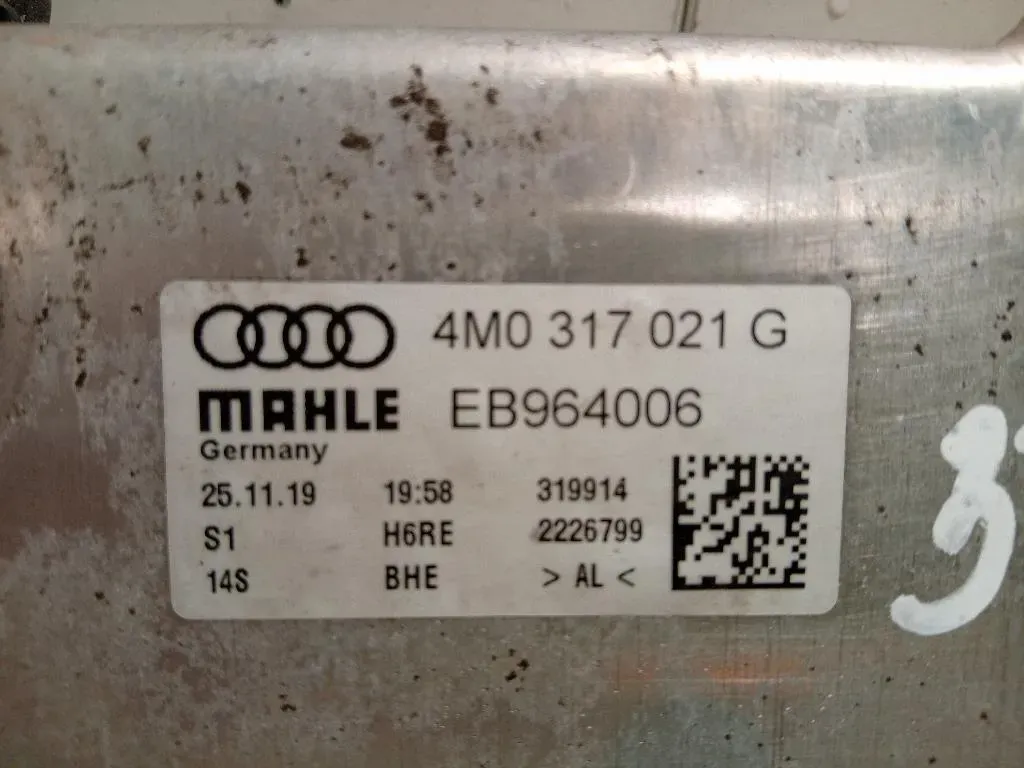 4M0 317 021 G
MAHLE EB964006
Germany
25.11.19 19:58 319914
S1 H6RE 2226799
14S BHE > AL <